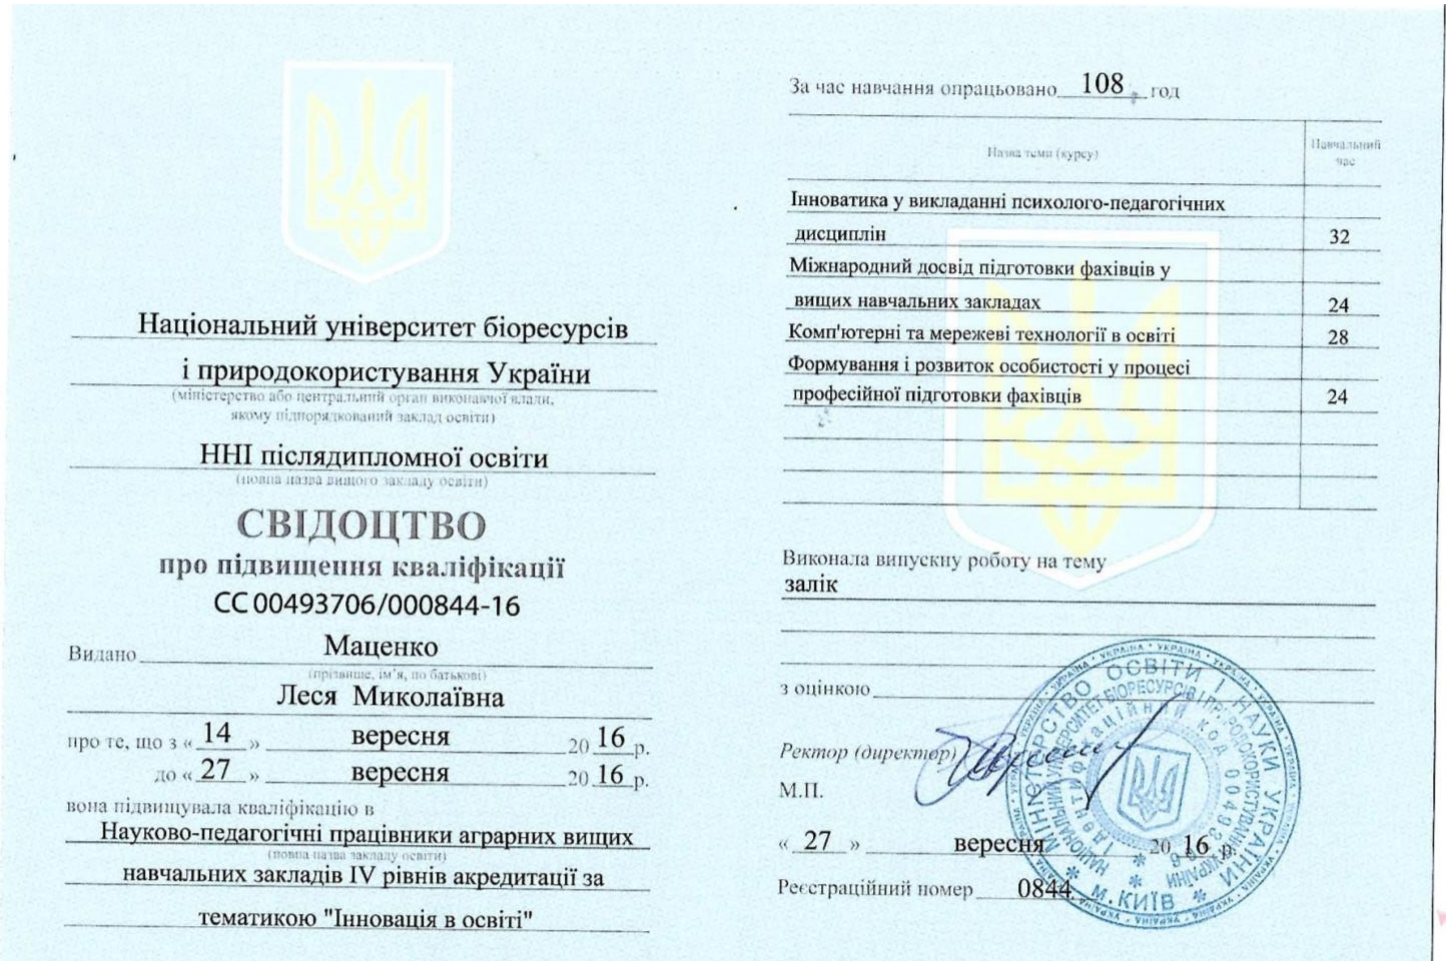 Національний університет біоресурсів
і природокористування України
(міністерство або центральний орган виконавчої влади,
якому підпорядкований заклад освіти)
ННІ післядипломної освіти
(повна назва вищого закладу освіти)
СВІДОЦТВО
про підвищення кваліфікації
СС 00493706/000844-16
Видано Маценко
(прізвище, ім'я, по батькові)
Леся Миколаївна
про те, що з « 14 » вересня 20 16 р.
до « 27 » вересня 20 16 р.
вона підвищувала кваліфікацію в
Науково-педагогічні працівники аграрних вищих
(повна назва закладу освіти)
навчальних закладів IV рівнів акредитації за
тематикою "Інновація в освіті"
За час навчання опрацьовано 108 год
Назва теми (курсу) Навчальний
час
Інноватика у викладанні психолого-педагогічних
дисциплін 32
Міжнародний досвід підготовки фахівців у
вищих навчальних закладах 24
Комп'ютерні та мережеві технології в освіті 28
Формування і розвиток особистості у процесі
професійної підготовки фахівців 24
Виконала випускну роботу на тему
залік
з оцінкою
Ректор (директор)
М.П.
« 27 » вересня 20 16 р.
Реєстраційний номер 0844
МІНІСТЕРСТВО ОСВІТИ І НАУКИ УКРАЇНИ
НАЦІОНАЛЬНИЙ УНІВЕРСИТЕТ БІОРЕСУРСІВ І ПРИРОДОКОРИСТУВАННЯ УКРАЇНИ
Ідентифікаційний код
м. КИЇВ